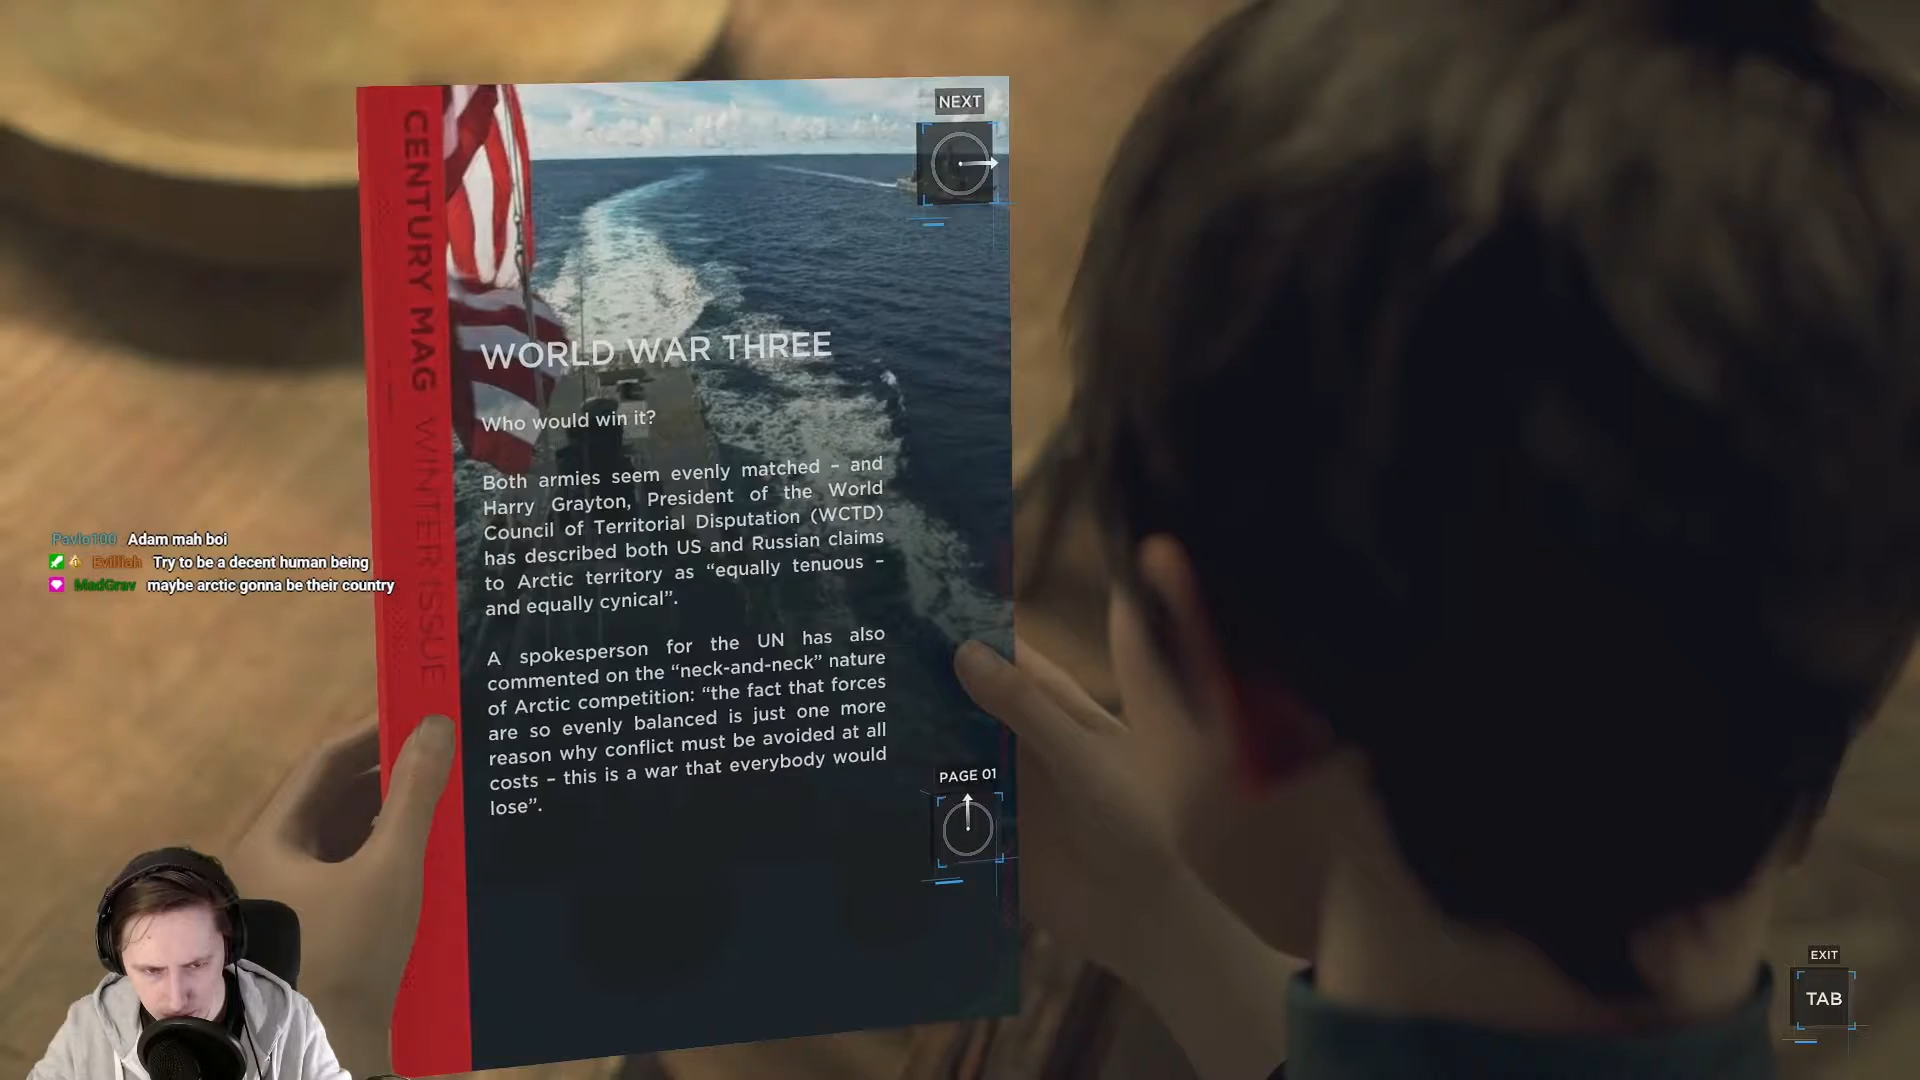 NEXT
CENTURY MAG WINTER ISSUE
WORLD WAR THREE
Who would win it?
Both armies seem evenly matched – and
Harry Grayton, President of the World
Council of Territorial Disputation (WCTD)
has described both US and Russian claims
to Arctic territory as “equally tenuous –
and equally cynical”.
A spokesperson for the UN has also
commented on the “neck-and-neck” nature
of Arctic competition: “the fact that forces
are so evenly balanced is just one more
reason why conflict must be avoided at all
costs – this is a war that everybody would
lose”.
PAGE 01
Pavlo100 Adam mah boi
Evilliah Try to be a decent human being
MadGrav maybe arctic gonna be their country
EXIT
TAB